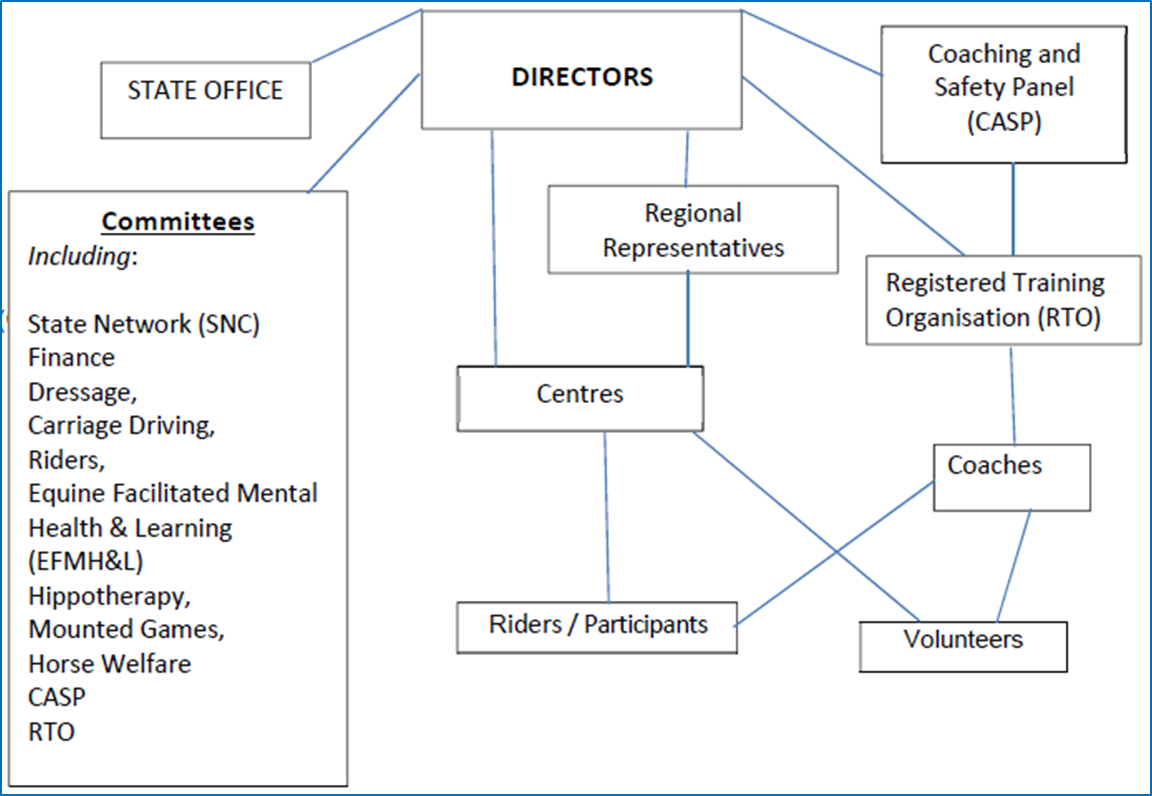 DIRECTORS
STATE OFFICE
Coaching and
Safety Panel
(CASP)
Committees
Including:
State Network (SNC)
Finance
Dressage,
Carriage Driving,
Riders,
Equine Facilitated Mental
Health & Learning
(EFMH&L)
Hippotherapy,
Mounted Games,
Horse Welfare
CASP
RTO
Regional
Representatives
Registered Training
Organisation (RTO)
Centres
Coaches
Riders / Participants
Volunteers